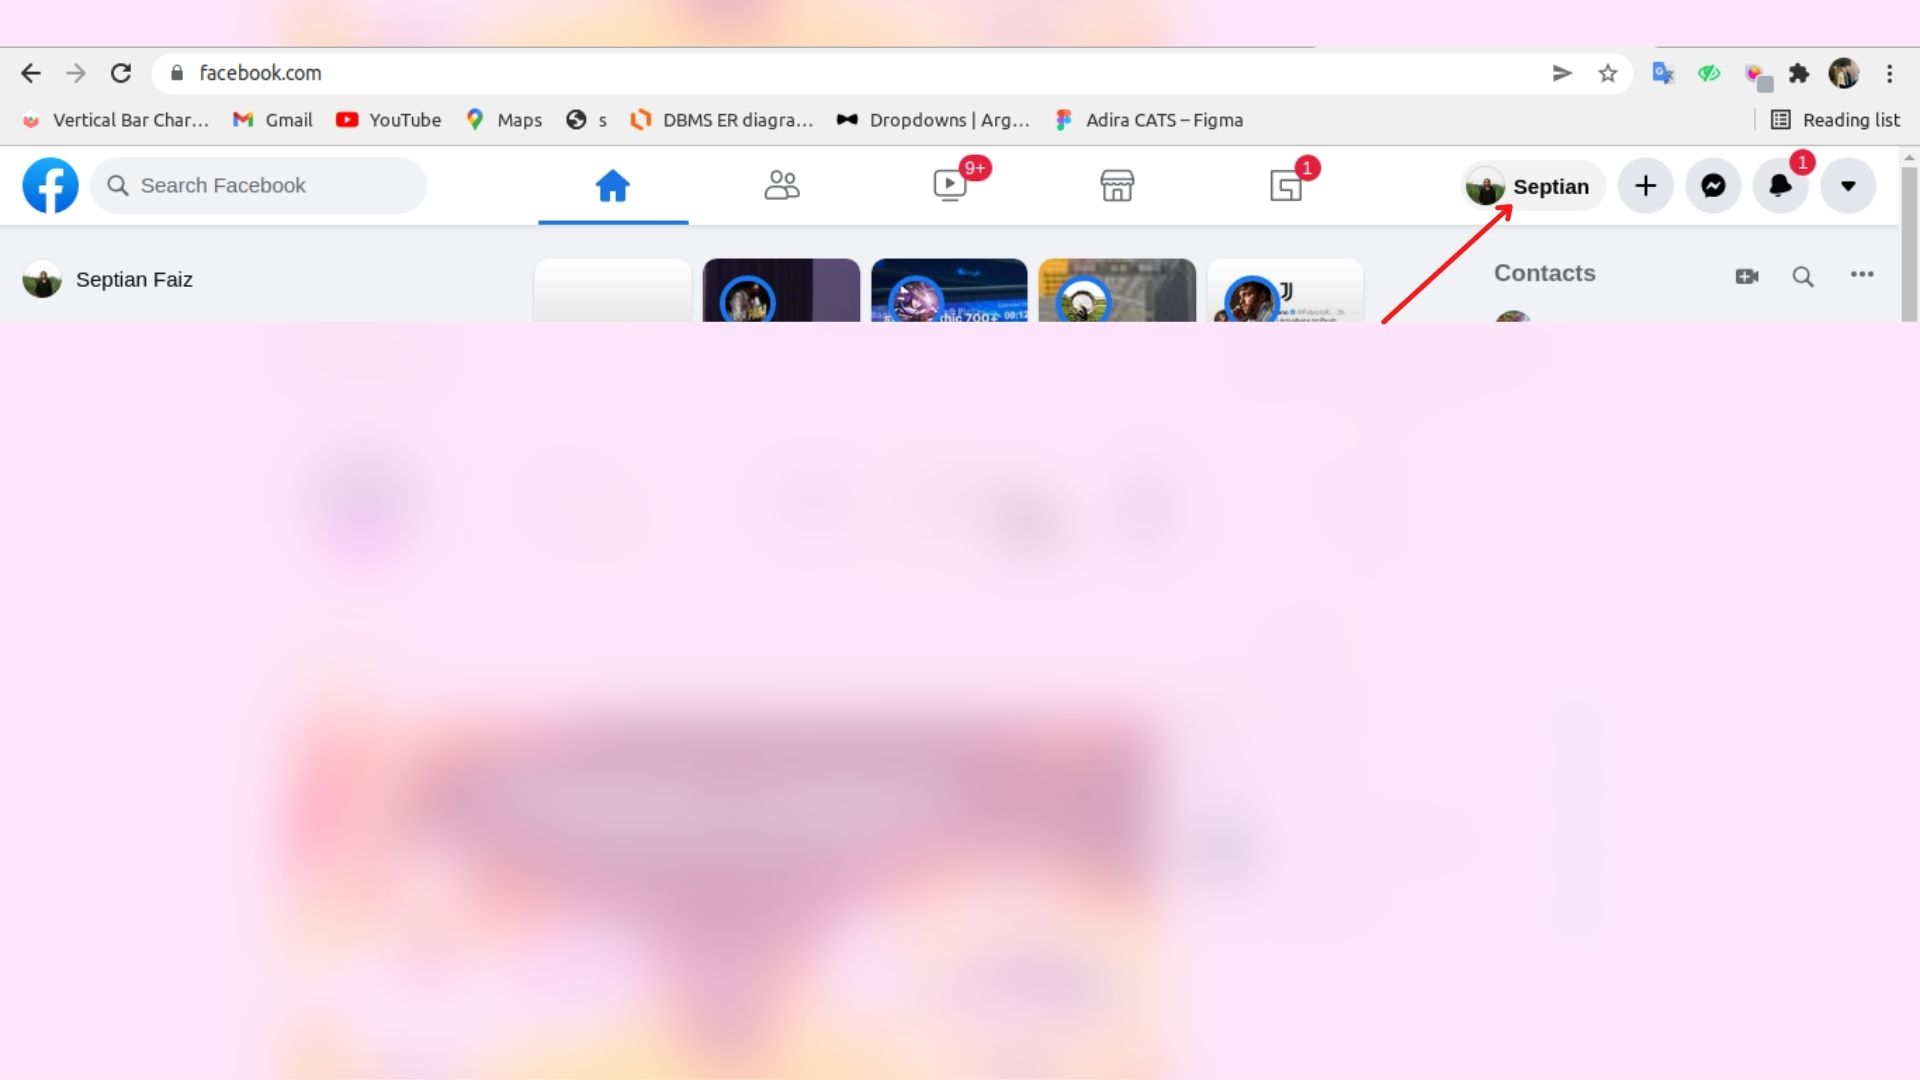 facebook.com
Vertical Bar Char... Gmail YouTube Maps s DBMS ER diagra... Dropdowns | Arg... Adira CATS – Figma Reading list
Search Facebook 9+ 1 Septian 1
Septian Faiz
Contacts